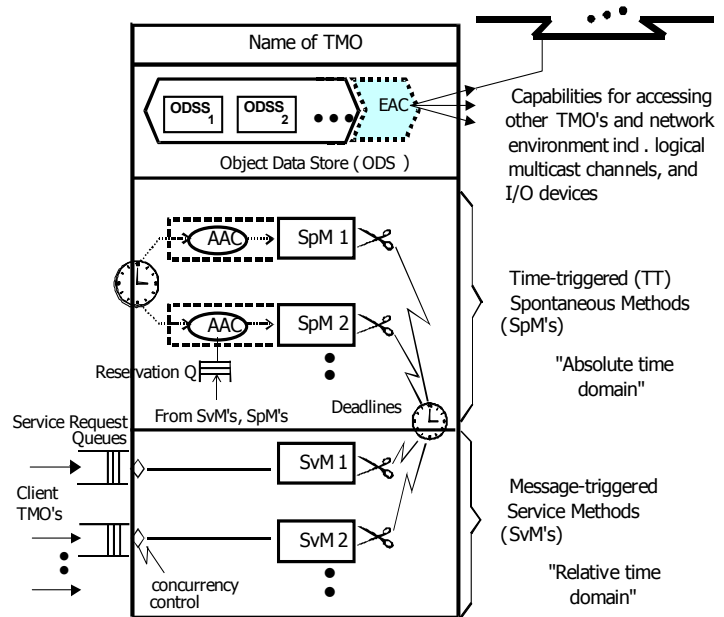 Name of TMO
ODSS
1
ODSS
2
EAC
Object Data Store ( ODS )
Capabilities for accessing
other TMO's and network
environment incl . logical
multicast channels, and
I/O devices
AAC
SpM 1
AAC
SpM 2
Reservation Q
From SvM's, SpM's
Deadlines
Time-triggered (TT)
Spontaneous Methods
(SpM's)
"Absolute time
domain"
Service Request
Queues
Client
TMO's
SvM 1
SvM 2
concurrency
control
Message-triggered
Service Methods
(SvM's)
"Relative time
domain"